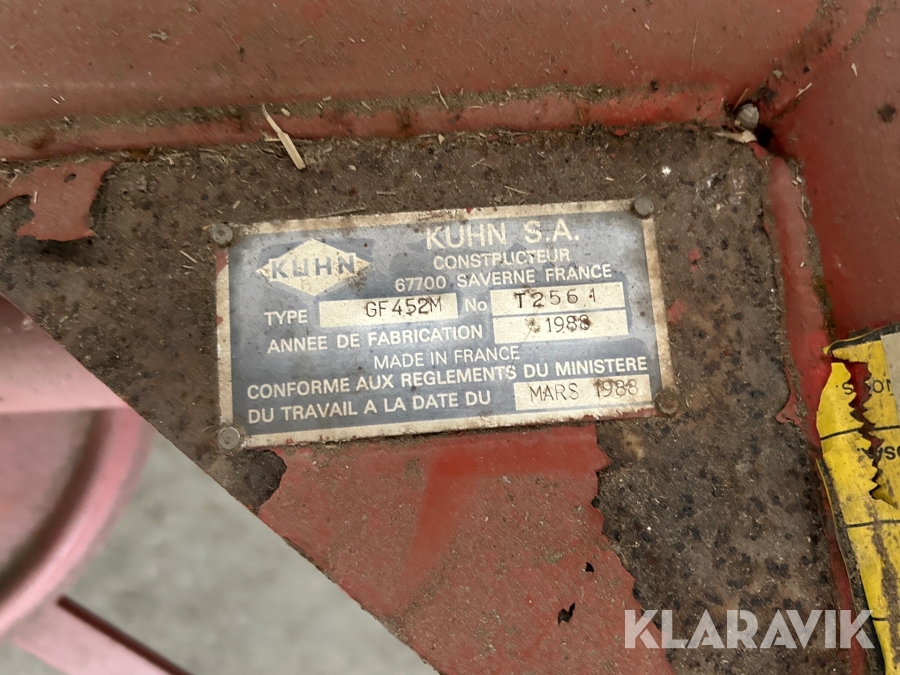 KUHN
KUHN S.A.
CONSTRUCTEUR
67700 SAVERNE FRANCE
TYPE GF452M No T2561
ANNEE DE FABRICATION 1988
MADE IN FRANCE
CONFORME AUX REGLEMENTS DU MINISTERE
DU TRAVAIL A LA DATE DU MARS 1988
KLARAVIK